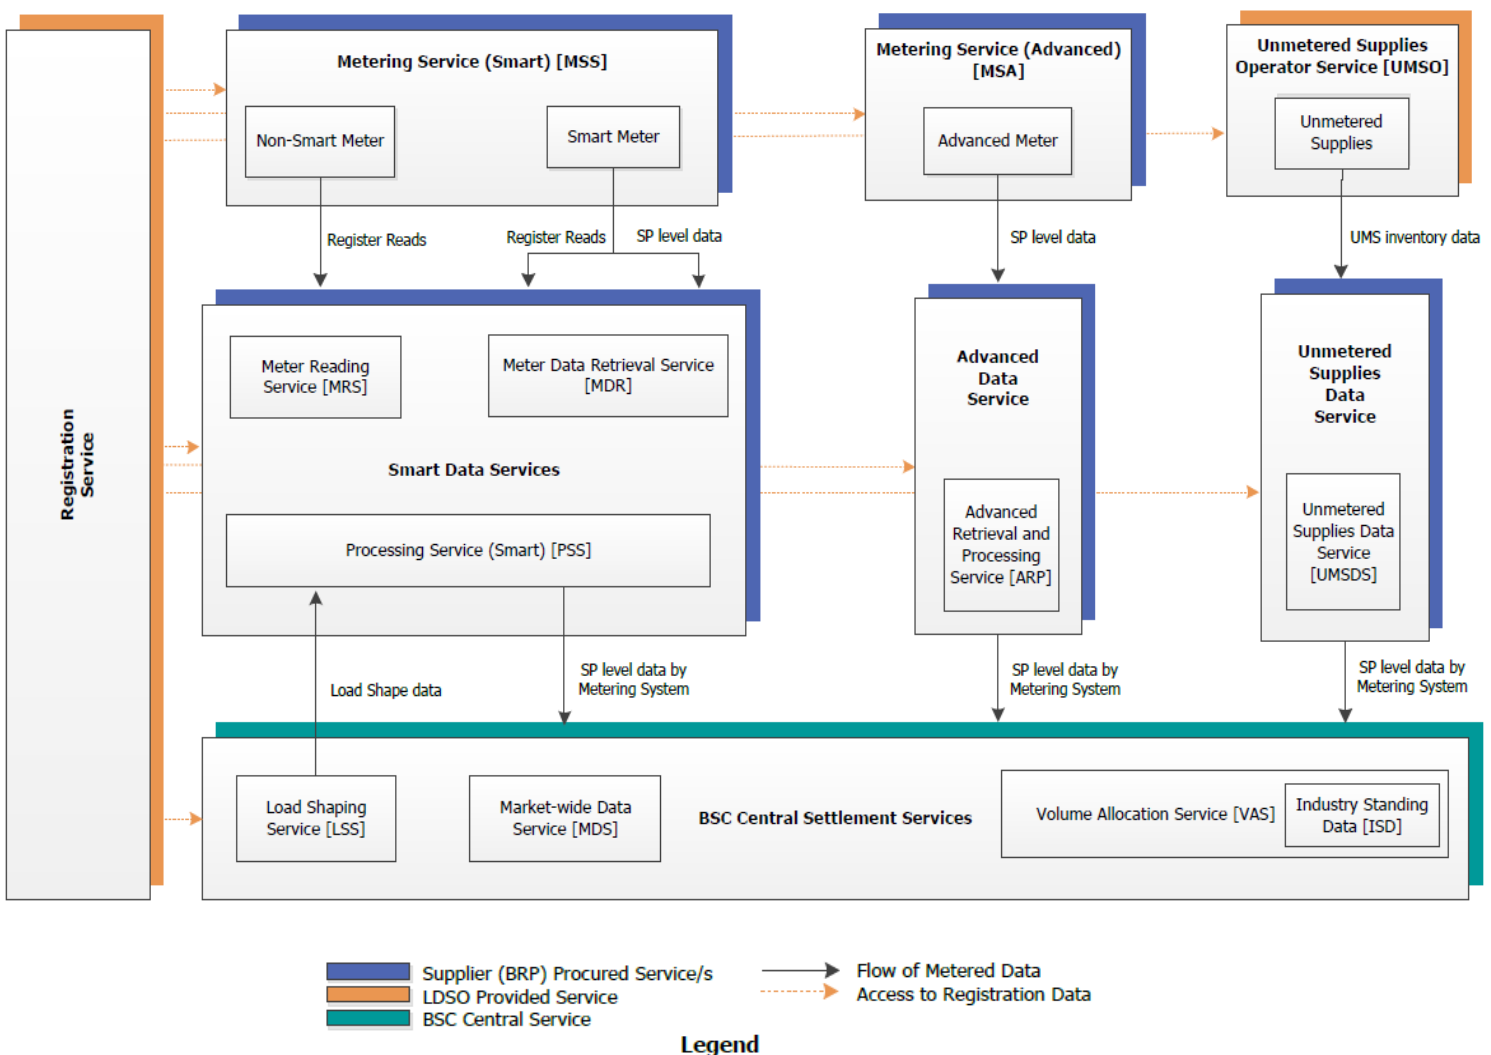 Registration
Service
Metering Service (Smart) [MSS]
Non-Smart Meter
Smart Meter
Metering Service (Advanced)
[MSA]
Advanced Meter
Unmetered Supplies
Operator Service [UMSO]
Unmetered
Supplies
Register Reads
Register Reads
SP level data
SP level data
UMS inventory data
Meter Reading
Service [MRS]
Meter Data Retrieval Service
[MDR]
Smart Data Services
Processing Service (Smart) [PSS]
Advanced
Data
Service
Advanced
Retrieval and
Processing
Service [ARP]
Unmetered
Supplies
Data
Service
Unmetered
Supplies Data
Service
[UMSDS]
Load Shape data
SP level data by
Metering System
SP level data by
Metering System
SP level data by
Metering System
Load Shaping
Service [LSS]
Market-wide Data
Service [MDS]
BSC Central Settlement Services
Volume Allocation Service [VAS]
Industry Standing
Data [ISD]
Supplier (BRP) Procured Service/s
LDSO Provided Service
BSC Central Service
Flow of Metered Data
Access to Registration Data
Legend